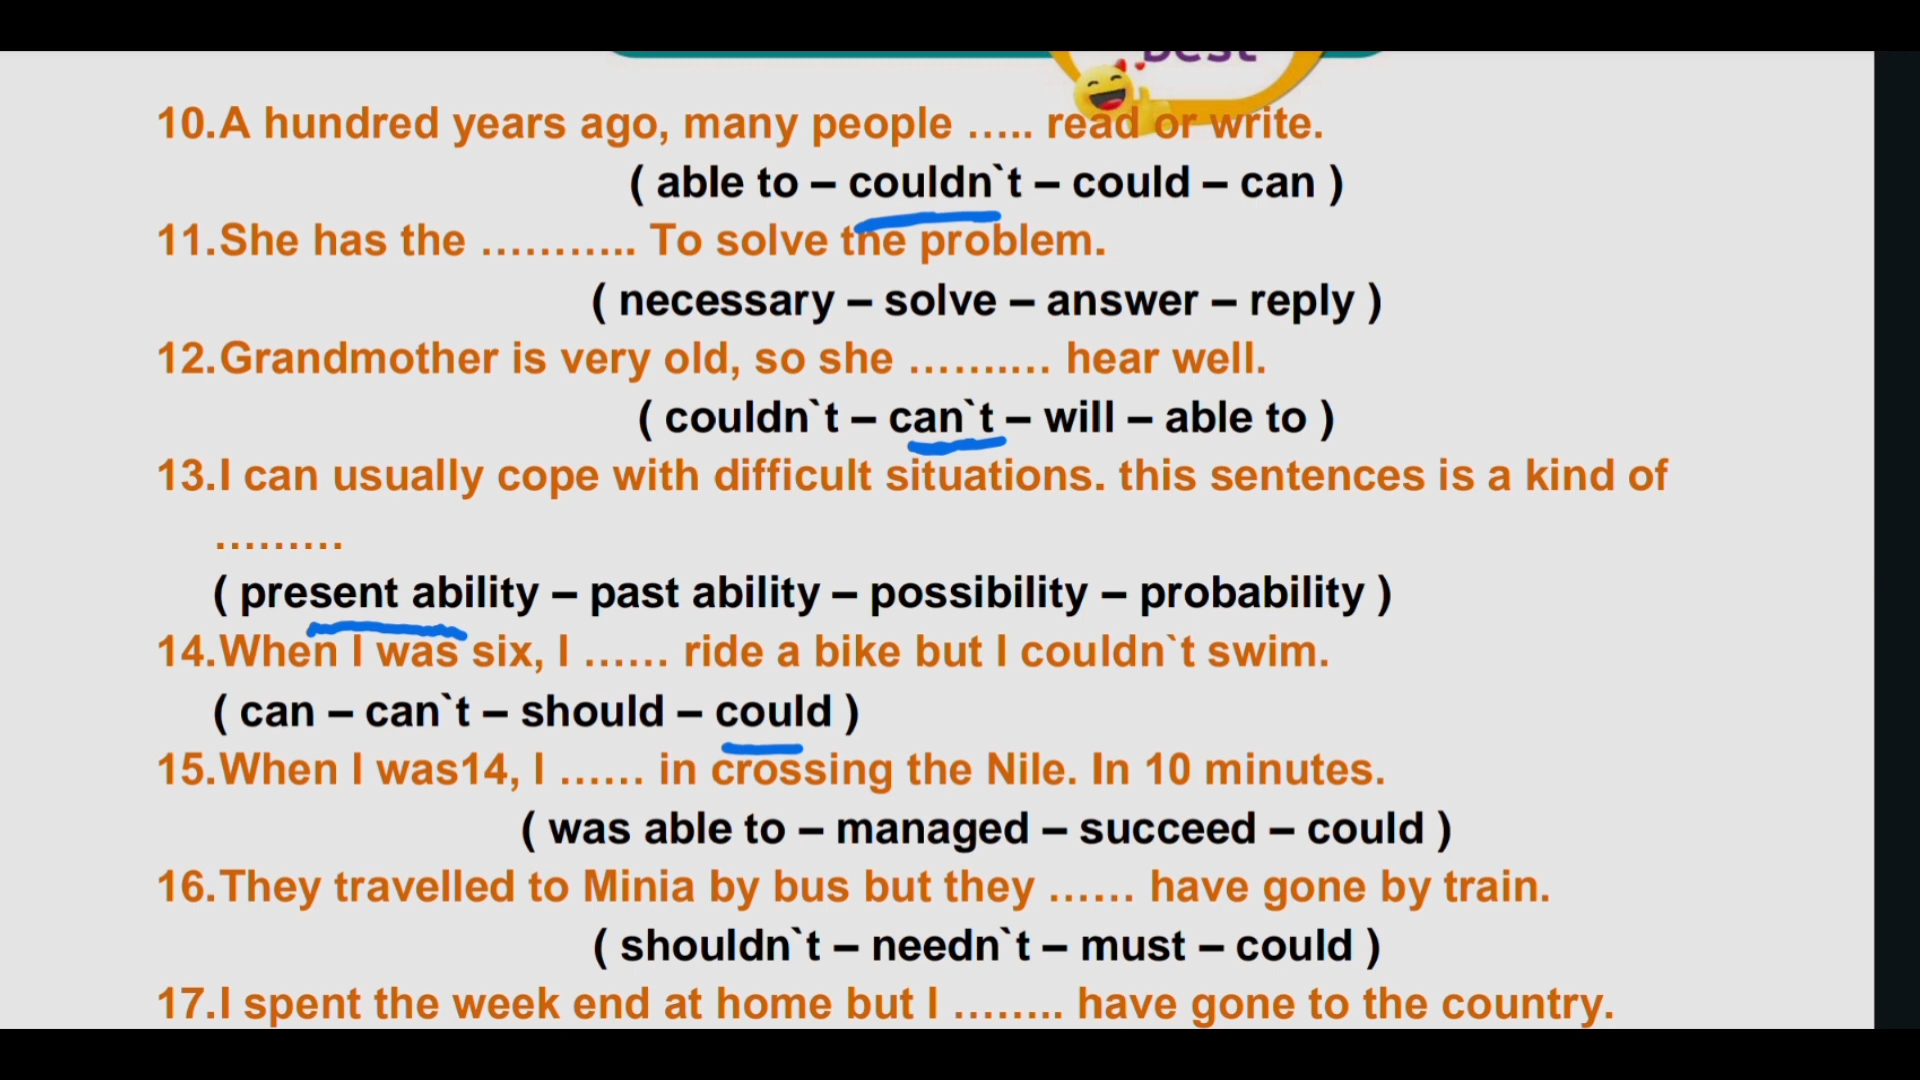 Best
10.A hundred years ago, many people ….. read or write.
( able to – couldn`t – could – can )
11.She has the ……….. To solve the problem.
( necessary – solve – answer – reply )
12.Grandmother is very old, so she …….… hear well.
( couldn`t – can`t – will – able to )
13.I can usually cope with difficult situations. this sentences is a kind of
………
( present ability – past ability – possibility – probability )
14.When I was six, I …… ride a bike but I couldn`t swim.
( can – can`t – should – could )
15.When I was14, I …… in crossing the Nile. In 10 minutes.
( was able to – managed – succeed – could )
16.They travelled to Minia by bus but they …… have gone by train.
( shouldn`t – needn`t – must – could )
17.I spent the week end at home but I …….. have gone to the country.